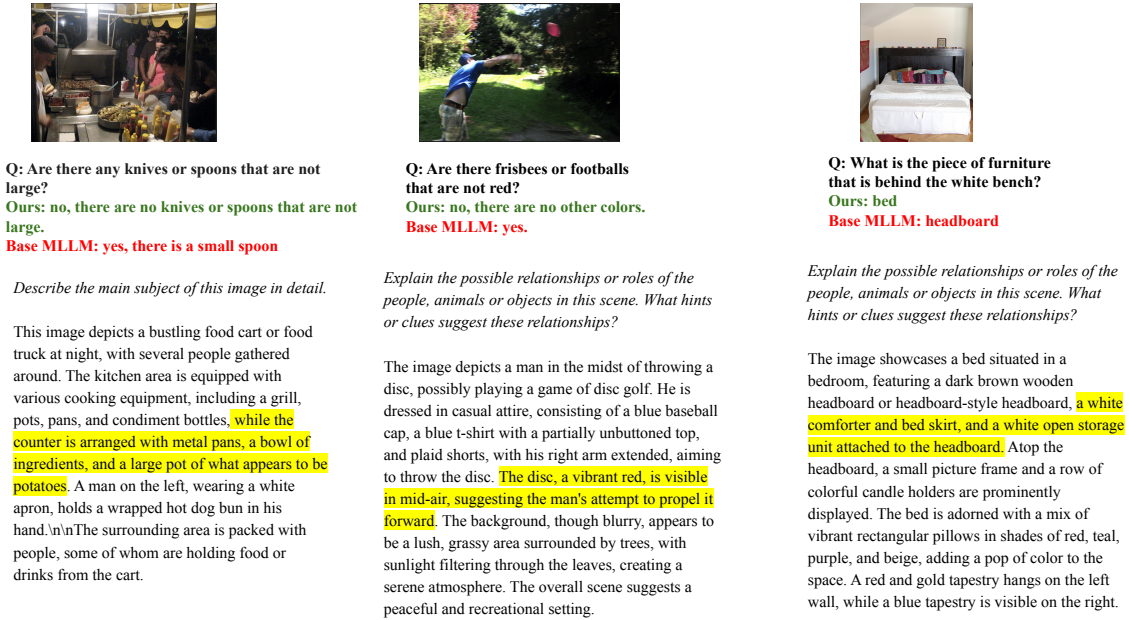 Q: Are there any knives or spoons that are not
large?
Ours: no, there are no knives or spoons that are not
large.
Base MLLM: yes, there is a small spoon
Describe the main subject of this image in detail.
This image depicts a bustling food cart or food
truck at night, with several people gathered
around. The kitchen area is equipped with
various cooking equipment, including a grill,
pots, pans, and condiment bottles, while the
counter is arranged with metal pans, a bowl of
ingredients, and a large pot of what appears to be
potatoes. A man on the left, wearing a white
apron, holds a wrapped hot dog bun in his
hand.\n\nThe surrounding area is packed with
people, some of whom are holding food or
drinks from the cart.
Q: Are there frisbees or footballs
that are not red?
Ours: no, there are no other colors.
Base MLLM: yes.
Explain the possible relationships or roles of the
people, animals or objects in this scene. What hints
or clues suggest these relationships?
The image depicts a man in the midst of throwing a
disc, possibly playing a game of disc golf. He is
dressed in casual attire, consisting of a blue baseball
cap, a blue t-shirt with a partially unbuttoned top,
and plaid shorts, with his right arm extended, aiming
to throw the disc. The disc, a vibrant red, is visible
in mid-air, suggesting the man's attempt to propel it
forward. The background, though blurry, appears to
be a lush, grassy area surrounded by trees, with
sunlight filtering through the leaves, creating a
serene atmosphere. The overall scene suggests a
peaceful and recreational setting.
Q: What is the piece of furniture
that is behind the white bench?
Ours: bed
Base MLLM: headboard
Explain the possible relationships or roles of the
people, animals or objects in this scene. What
hints or clues suggest these relationships?
The image showcases a bed situated in a
bedroom, featuring a dark brown wooden
headboard or headboard-style headboard, a white
comforter and bed skirt, and a white open storage
unit attached to the headboard. Atop the
headboard, a small picture frame and a row of
colorful candle holders are prominently
displayed. The bed is adorned with a mix of
vibrant rectangular pillows in shades of red, teal,
purple, and beige, adding a pop of color to the
space. A red and gold tapestry hangs on the left
wall, while a blue tapestry is visible on the right.